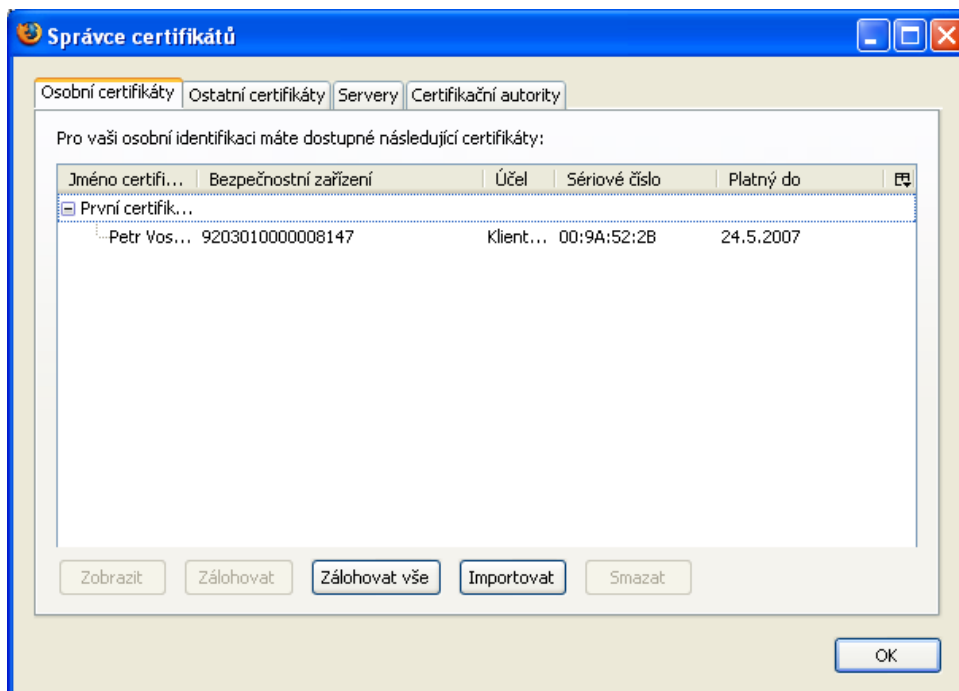 Správce certifikátů
Osobní certifikáty Ostatní certifikáty Servery Certifikační autority
Pro vaši osobní identifikaci máte dostupné následující certifikáty:
Jméno certifi... Bezpečnostní zařízení Účel Sériové číslo Platný do
První certifik...
Petr Vos... 9203010000008147 Klient... 00:9A:52:2B 24.5.2007
Zobrazit Zálohovat Zálohovat vše Importovat Smazat
OK